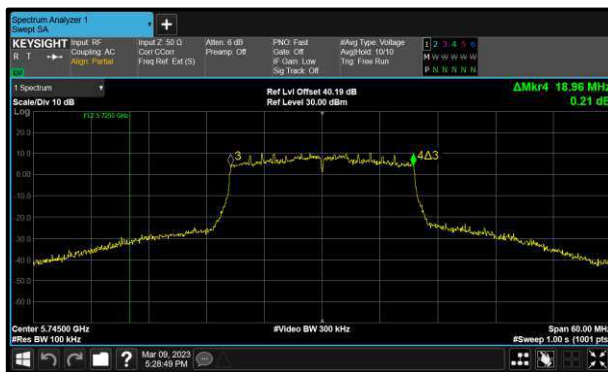 Spectrum Analyzer 1
Swept SA
KEYSIGHT
R T
Input: RF
Coupling: AC
Align: Partial
Input Z: 50 Ω
Corr CCorr
Freq Ref: Ext (S)
Atten: 6 dB
Preamp: Off
PNO: Fast
Gate: Off
IF Gain: Low
Sig Track: Off
#Avg Type: Voltage
Avg|Hold: 10/10
Trig: Free Run
1 2 3 4 5 6
M W W W W W
P N N N N N
1 Spectrum
Scale/Div 10 dB
Ref Lvl Offset 40.19 dB
Ref Level 30.00 dBm
ΔMkr4 18.96 MHz
0.21 dB
Log
20.0
10.0
0.00
-10.0
-20.0
-30.0
-40.0
-50.0
-60.0
3
4Δ3
Center 5.74500 GHz
#Res BW 100 kHz
#Video BW 300 kHz
Span 60.00 MHz
#Sweep 1.00 s (1001 pts)
?
Mar 09, 2023
5:28:49 PM